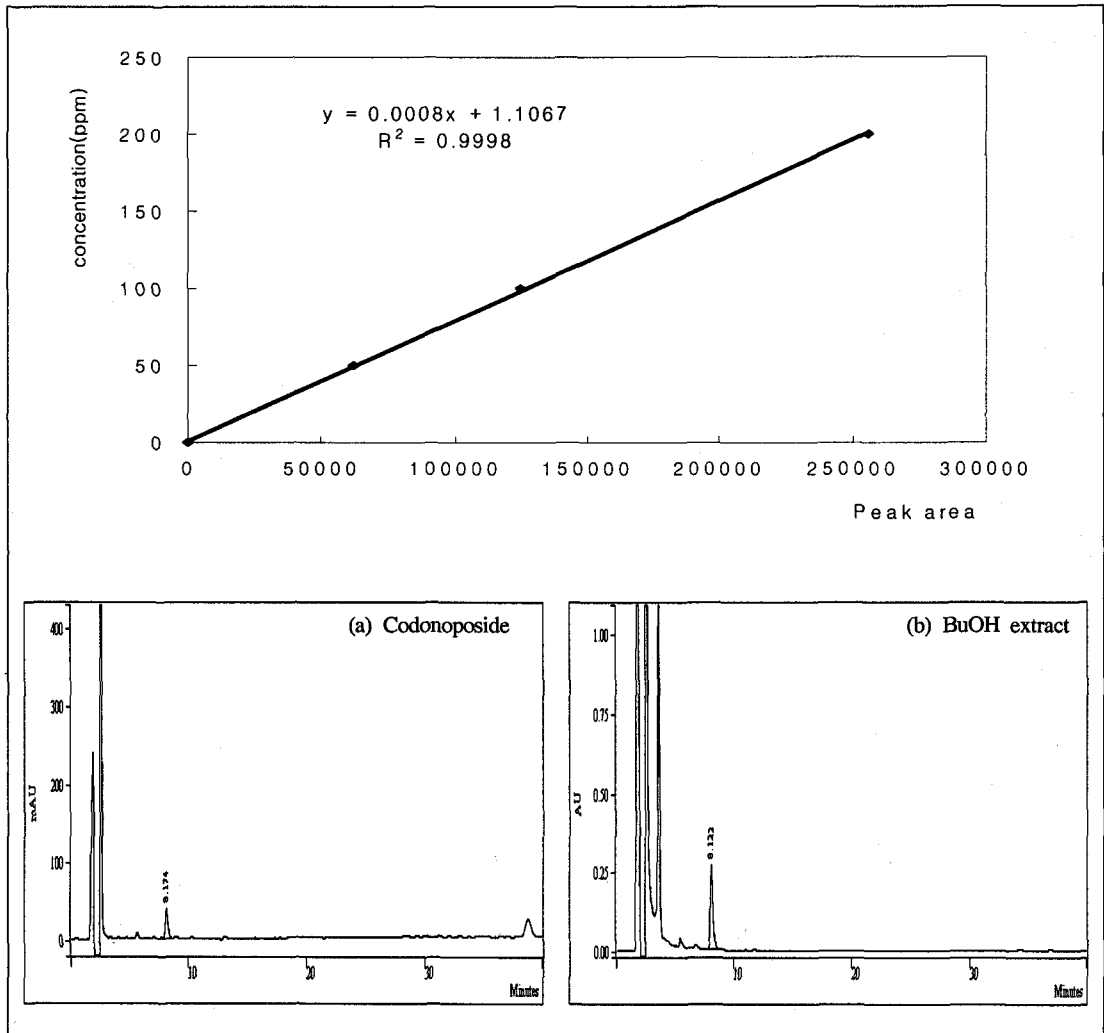 250
200
150
100
50
0
concentration(ppm)
y = 0.0008x + 1.1067
R² = 0.9998
0 50000 100000 150000 200000 250000 300000
Peak area
(a) Codonoposide
400
300
200
100
0
mAU
8.174
10 20 30
Minutes
(b) BuOH extract
1.00
0.75
0.50
0.25
0.00
AU
8.122
10 20 30
Minutes